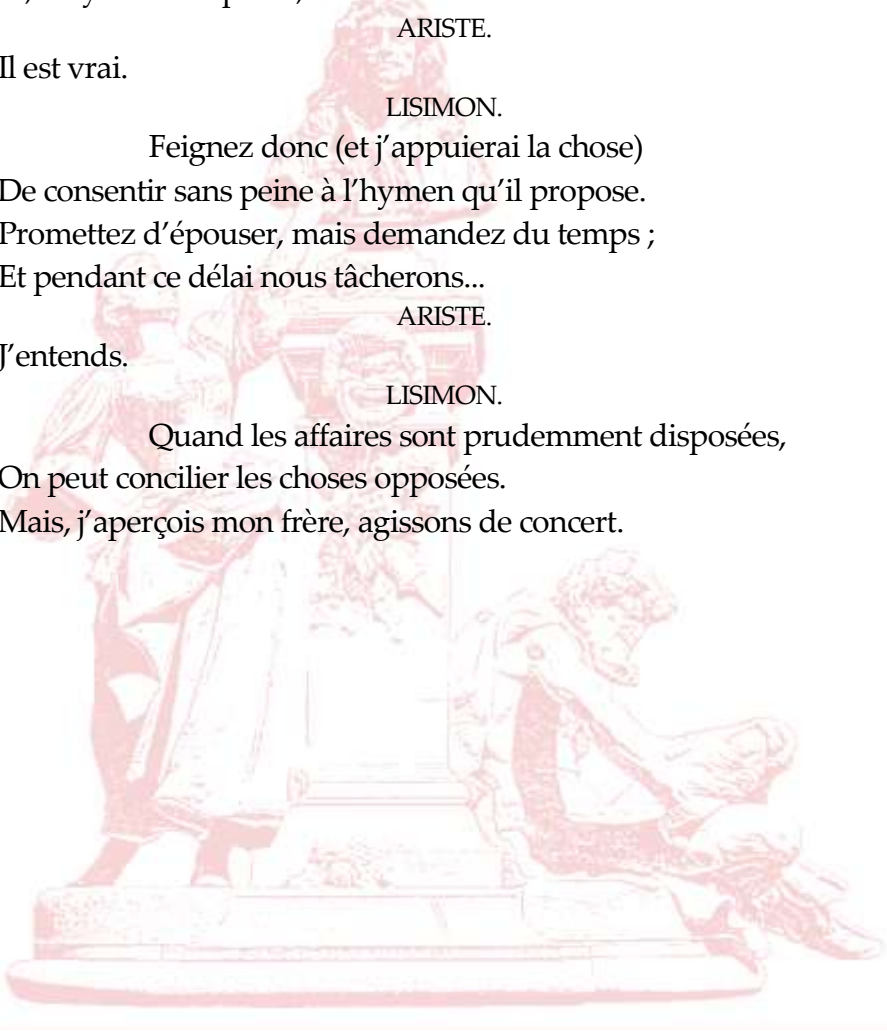 ARISTE.
Il est vrai.
LISIMON.
Feignez donc (et j’appuierai la chose)
De consentir sans peine à l’hymen qu’il propose.
Promettez d’épouser, mais demandez du temps ;
Et pendant ce délai nous tâcherons...
ARISTE.
J’entends.
LISIMON.
Quand les affaires sont prudemment disposées,
On peut concilier les choses opposées.
Mais, j’aperçois mon frère, agissons de concert.